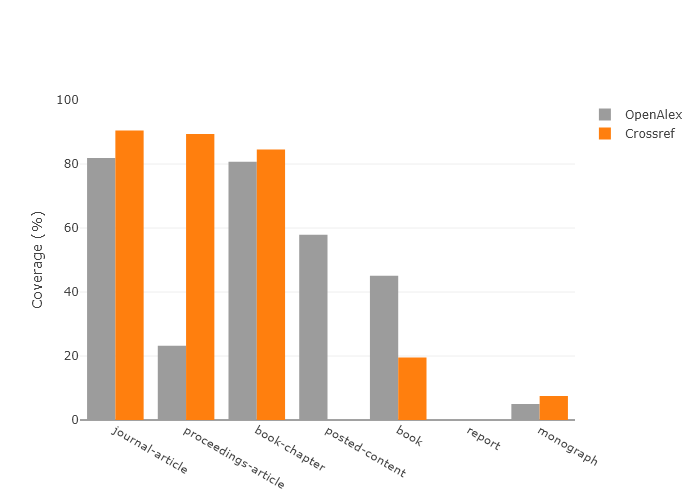 100
80
60
40
20
0
Coverage (%)
journal-article
proceedings-article
book-chapter
posted-content
book
report
monograph
OpenAlex
Crossref